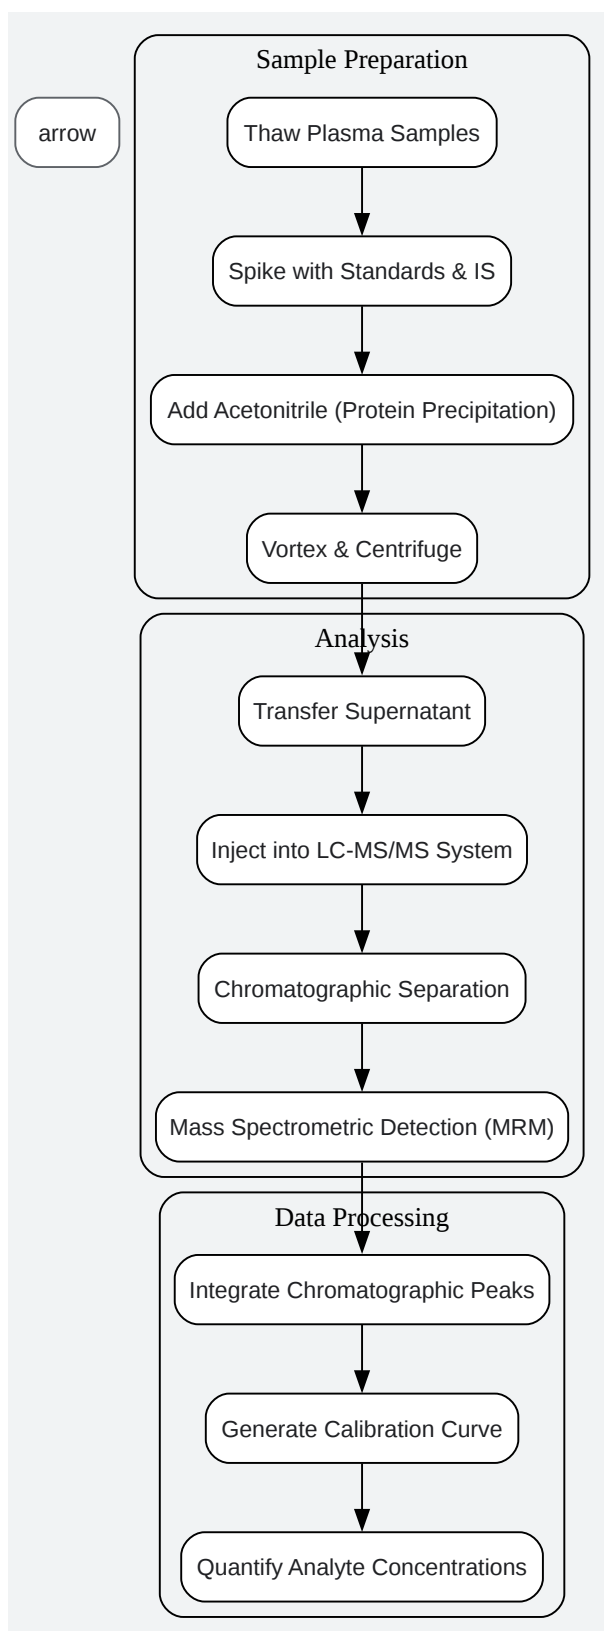 Sample Preparation
arrow
Thaw Plasma Samples
Spike with Standards & IS
Add Acetonitrile (Protein Precipitation)
Vortex & Centrifuge
Analysis
Transfer Supernatant
Inject into LC-MS/MS System
Chromatographic Separation
Mass Spectrometric Detection (MRM)
Data Processing
Integrate Chromatographic Peaks
Generate Calibration Curve
Quantify Analyte Concentrations